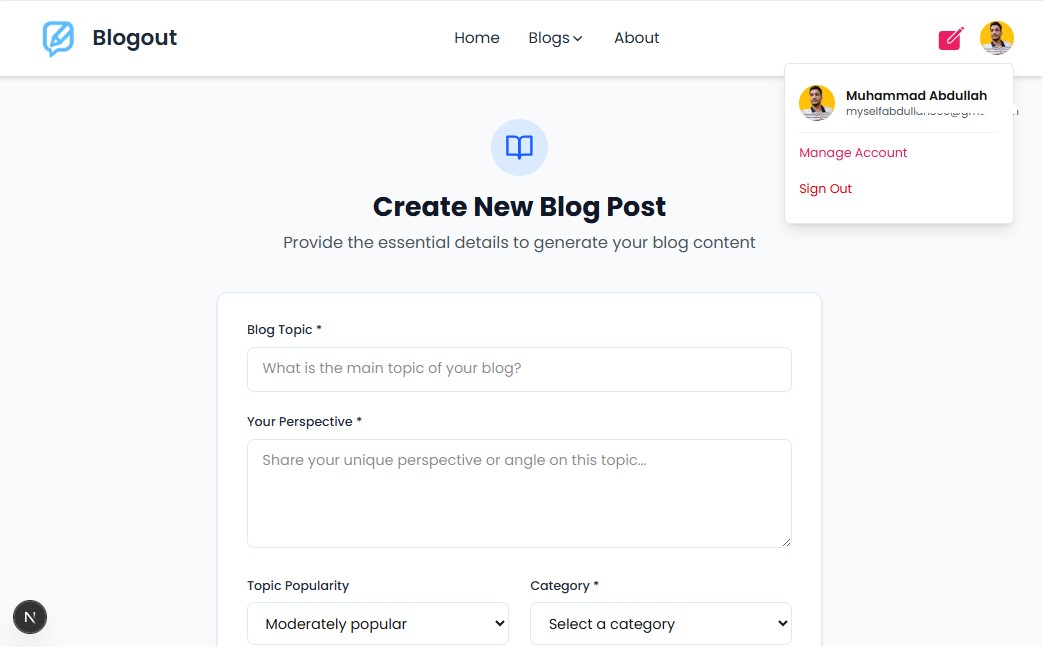 Blogout
Home Blogs About
Muhammad Abdullah
Manage Account
Sign Out
Create New Blog Post
Provide the essential details to generate your blog content
Blog Topic *
What is the main topic of your blog?
Your Perspective *
Share your unique perspective or angle on this topic...
Topic Popularity Category *
Moderately popular Select a category
N